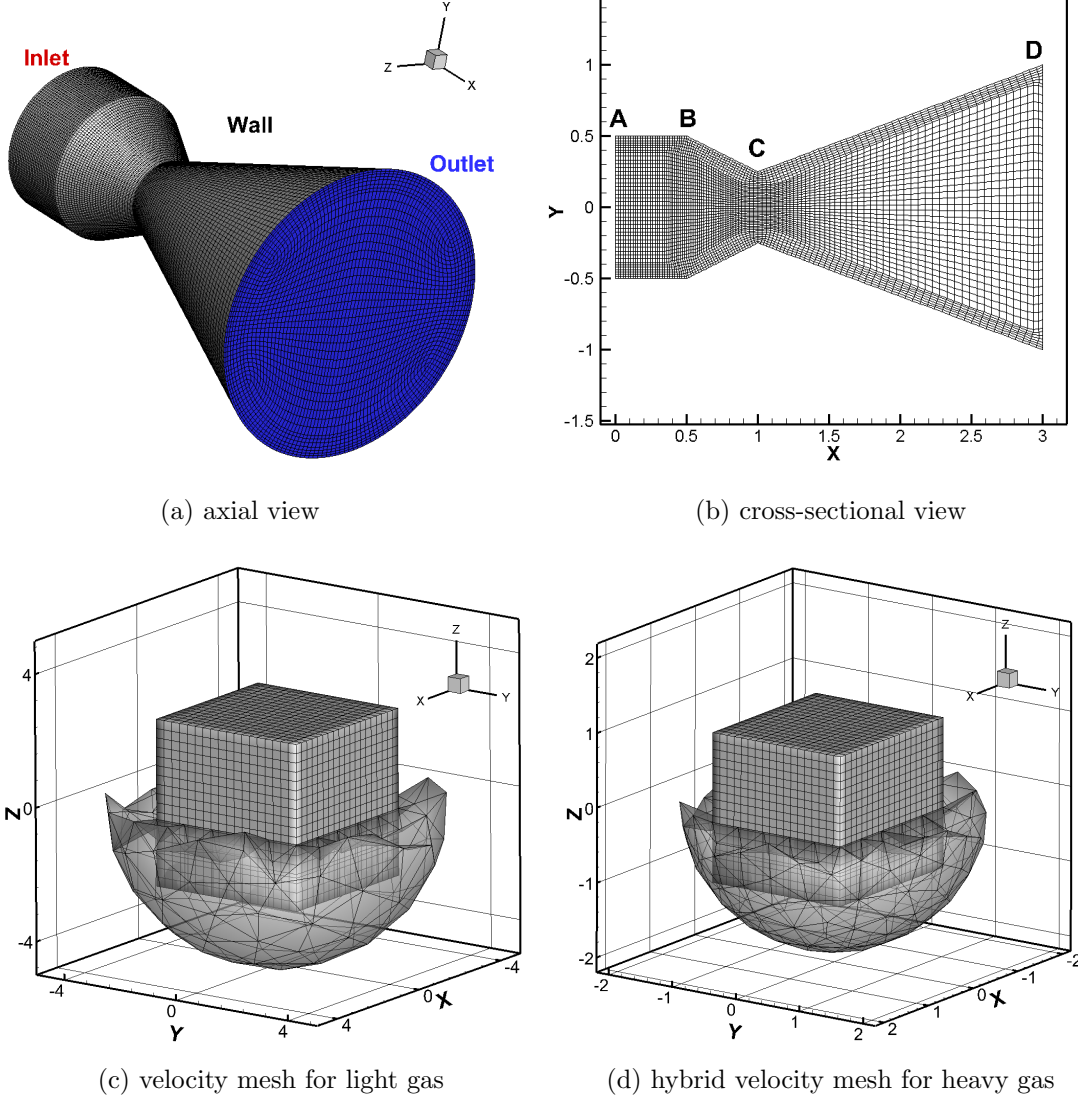 Inlet
Wall
Outlet
Y
Z
X
A
B
C
D
Y
1
0.5
0
-0.5
-1
-1.5
0
0.5
1
1.5
2
2.5
3
X
(a) axial view
(b) cross-sectional view
Z
X
Y
4
0
-4
Z
-4
0
4
Y
4
0
-4
X
Z
X
Y
2
1
0
-1
-2
Z
-2
-1
0
1
2
Y
2
1
0
-1
-2
X
(c) velocity mesh for light gas
(d) hybrid velocity mesh for heavy gas